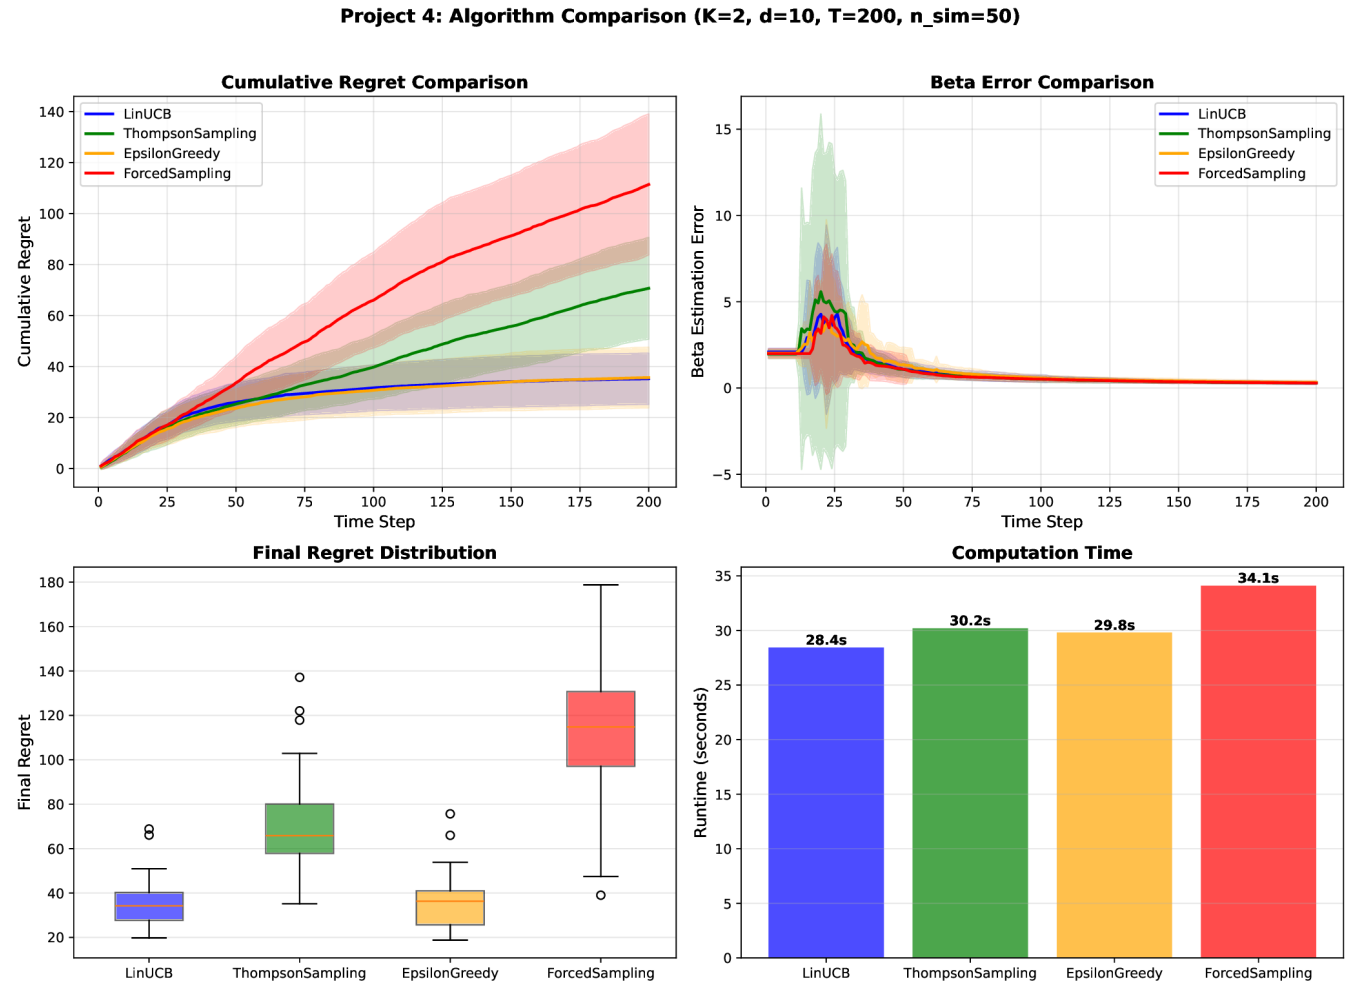 Project 4: Algorithm Comparison (K=2, d=10, T=200, n_sim=50)
Cumulative Regret Comparison
Cumulative Regret
140
120
100
80
60
40
20
0
LinUCB
ThompsonSampling
EpsilonGreedy
ForcedSampling
0 25 50 75 100 125 150 175 200
Time Step
Beta Error Comparison
Beta Estimation Error
15
10
5
0
−5
LinUCB
ThompsonSampling
EpsilonGreedy
ForcedSampling
0 25 50 75 100 125 150 175 200
Time Step
Final Regret Distribution
Final Regret
180
160
140
120
100
80
60
40
20
LinUCB ThompsonSampling EpsilonGreedy ForcedSampling
Computation Time
Runtime (seconds)
35
30
25
20
15
10
5
0
28.4s 30.2s 29.8s 34.1s
LinUCB ThompsonSampling EpsilonGreedy ForcedSampling